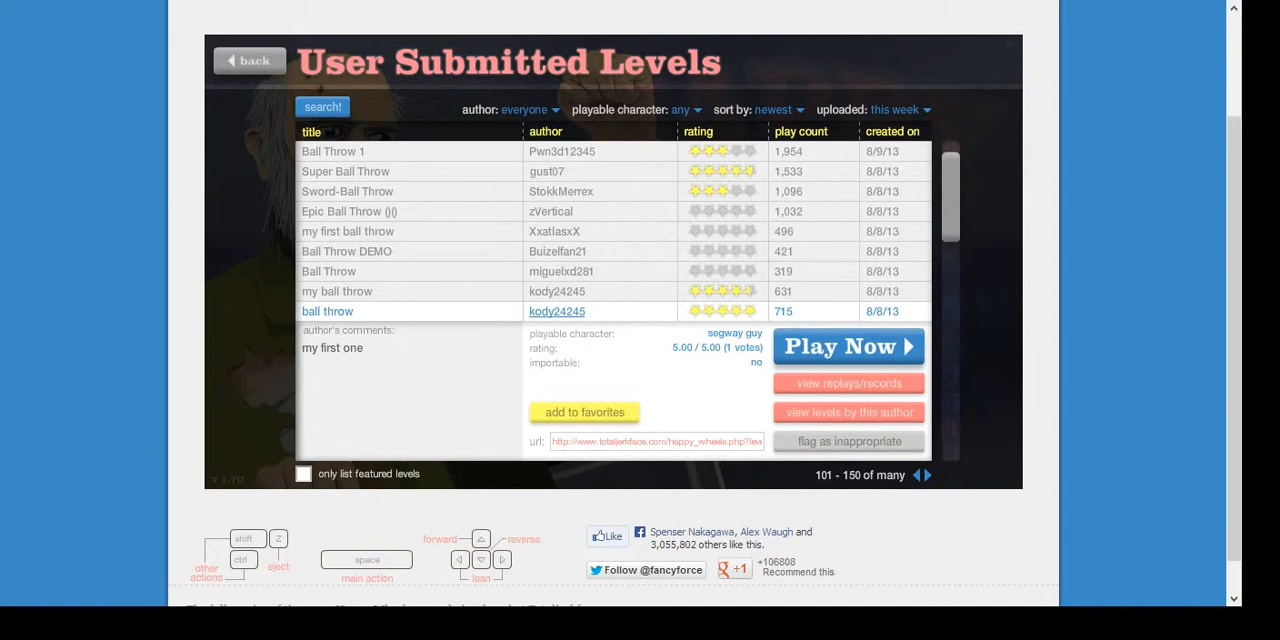 back
User Submitted Levels
search!
author: everyone playable character: any sort by: newest uploaded: this week
title author rating play count created on
Ball Throw 1 Pwn3d12345 1,954 8/9/13
Super Ball Throw gust07 1,533 8/8/13
Sword-Ball Throw StokkMerrex 1,096 8/8/13
Epic Ball Throw ()() zVertical 1,032 8/8/13
my first ball throw XxatlasxX 496 8/8/13
Ball Throw DEMO Buizelfan21 421 8/8/13
Ball Throw miguelxd281 319 8/8/13
my ball throw kody24245 631 8/8/13
ball throw kody24245 715 8/8/13
author's comments:
my first one
playable character: segway guy
rating: 5.00 / 5.00 (1 votes)
importable: no
Play Now
view replays/records
add to favorites
view levels by this author
url: http://www.totaljerkface.com/happy_wheels.php?lev
flag as inappropriate
only list featured levels
101 - 150 of many
v 1.70
shift Z
ctrl eject
other
actions
space
main action
forward reverse
lean
Like
Spenser Nakagawa, Alex Waugh and
3,055,802 others like this.
Follow @fancyforce
g +1
+106808
Recommend this